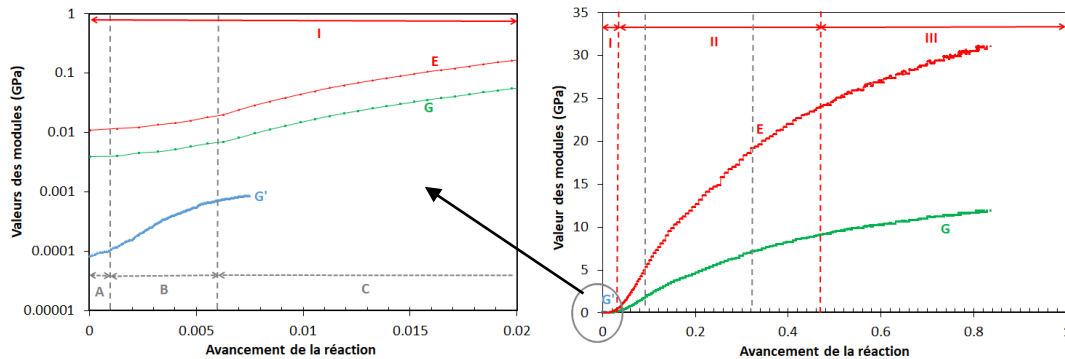 Valeurs des modules (GPa)
1
0.1
0.01
0.001
0.0001
0.00001
I
E
G
G'
A
B
C
0
0.005
0.01
0.015
0.02
Avancement de la réaction
Valeur des modules (GPa)
35
30
25
20
15
10
5
0
I
II
III
E
G
G'
0
0.2
0.4
0.6
0.8
1
Avancement de la réaction